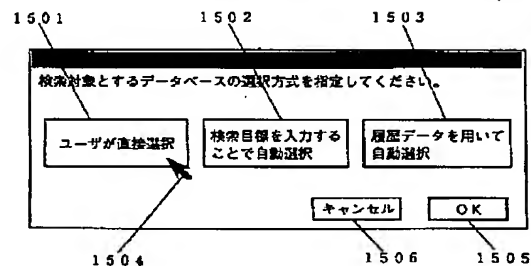 1501 1502 1503
検索対象とするデータベースの選択方式を指定してください。
ユーザが直接選択
検索目標を入力する
ことで自動選択
履歴データを用いて
自動選択
キャンセル
OK
1504 1506 1505